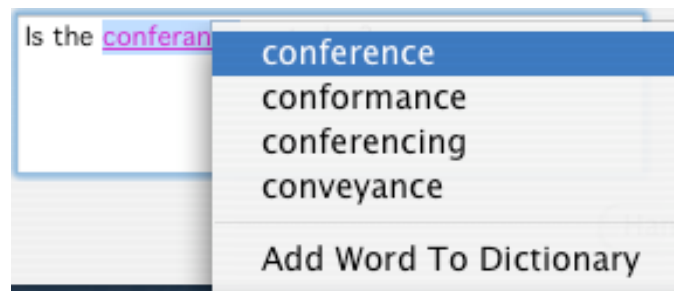 Is the conferan
conference
conformance
conferencing
conveyance
Add Word To Dictionary